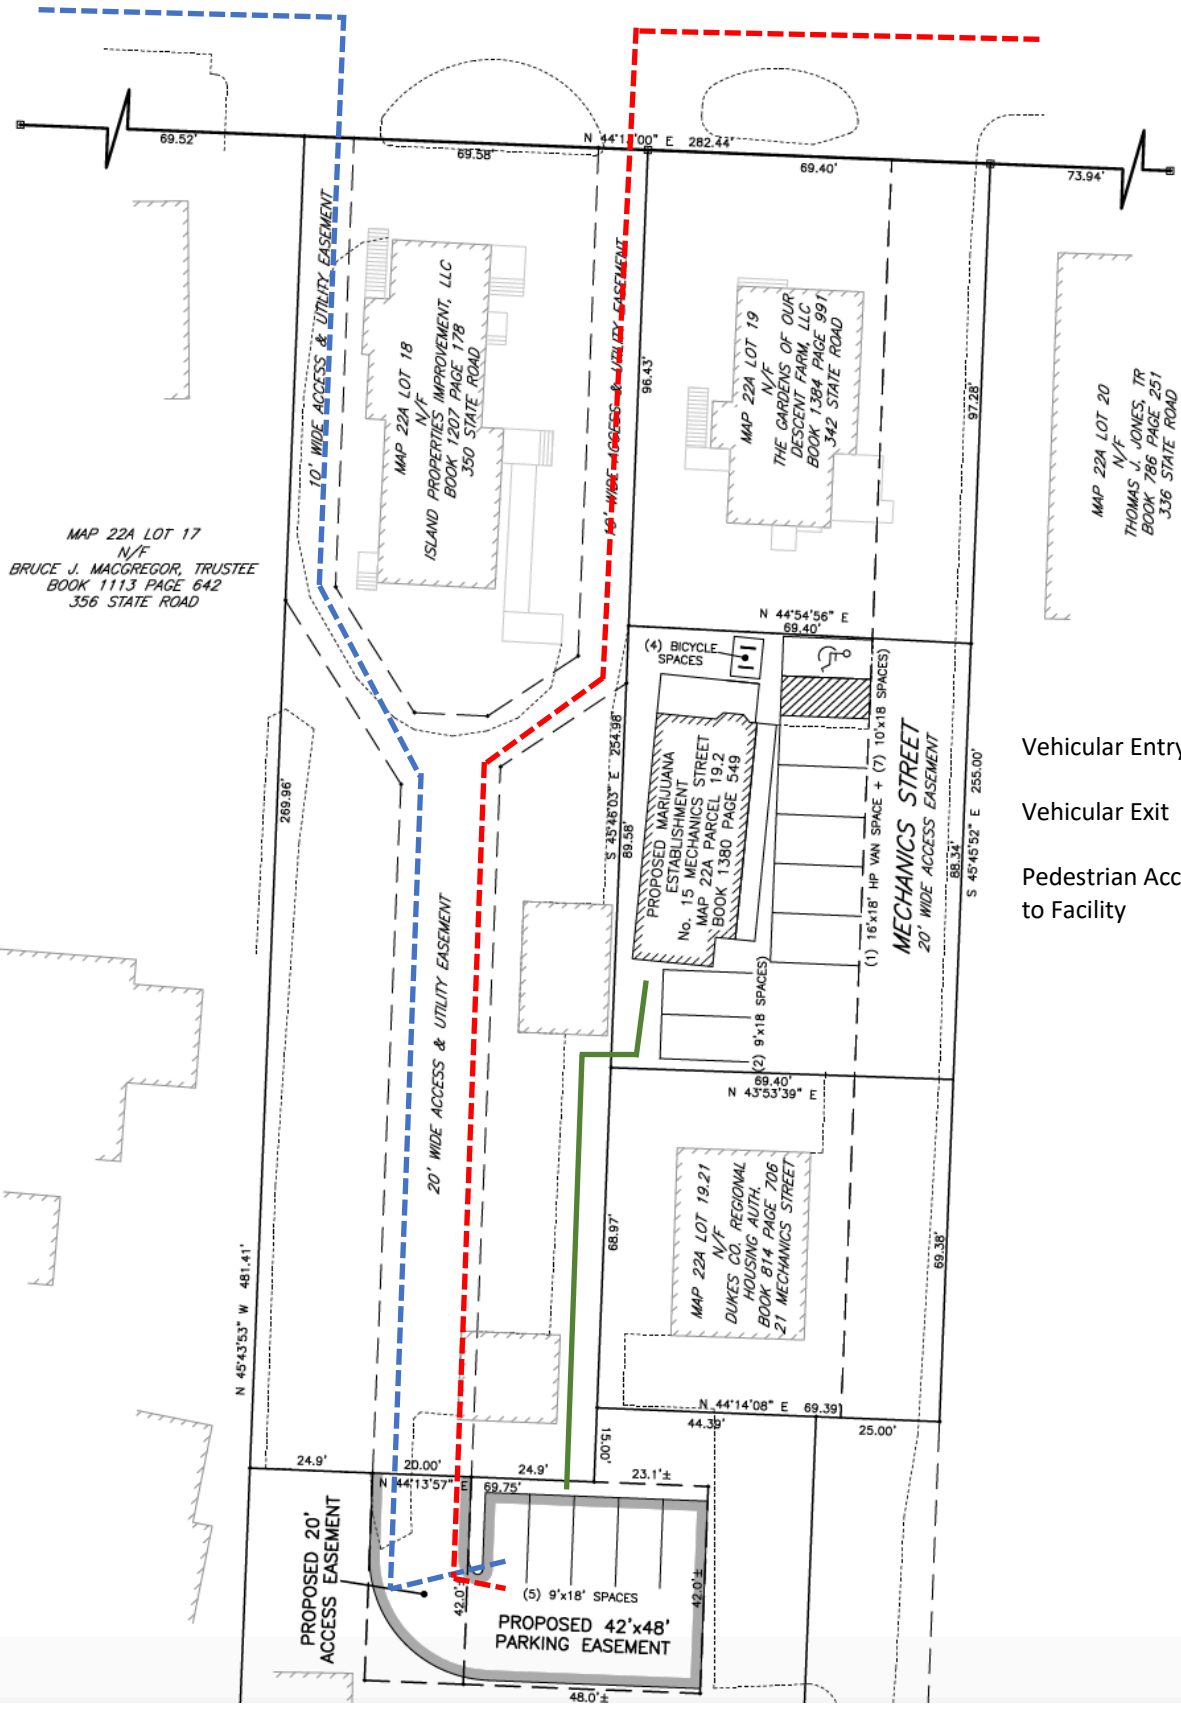 69.52'
69.58'
N 44°1 '00" E 282.44'
69.40'
73.94'
10' WIDE ACCESS & UTILITY EASEMENT
MAP 22A LOT 18
N/F
ISLAND PROPERTIES IMPROVEMENT, LLC
BOOK 1207 PAGE 178
350 STATE ROAD
WIDE ACCESS & UTILITY EASEMENT
96.43'
MAP 22A LOT 19
N/F
THE GARDENS OF OUR
DESCENT FARM, LLC
BOOK 1384 PAGE 991
342 STATE ROAD
97.28'
MAP 22A LOT 20
N/F
THOMAS J. JONES, TR
BOOK 786 PAGE 251
336 STATE ROAD
MAP 22A LOT 17
N/F
BRUCE J. MACGREGOR, TRUSTEE
BOOK 1113 PAGE 642
356 STATE ROAD
N 44°54'56" E
69.40'
(4) BICYCLE
SPACES
S 45°46'03" E 254.98'
89.58'
PROPOSED MARIJUANA
ESTABLISHMENT
No. 15 MECHANICS STREET
MAP 22A PARCEL 19.2
BOOK 1380 PAGE 549
(1) 16'x18' HP VAN SPACE + (7) 10'x18 SPACES)
MECHANICS STREET
20' WIDE ACCESS EASEMENT
88.34'
S 45°45'52" E 255.00'
Vehicular Entry
Vehicular Exit
Pedestrian Acc
to Facility
269.96'
20' WIDE ACCESS & UTILITY EASEMENT
(2) 9'x18 SPACES)
69.40'
N 43°53'39" E
68.97'
MAP 22A LOT 19.21
N/F
DUKES CO. REGIONAL
HOUSING AUTH.
BOOK 814 PAGE 706
21 MECHANICS STREET
69.38'
N 45°43'53" W 481.41'
N 44°14'08" E 69.39
44.39'
25.00'
15.00'
24.9'
20.00'
24.9'
23.1'±
N 44°13'57" E 69.75'
PROPOSED 20'
ACCESS EASEMENT
42.0'
42.0'±
(5) 9'x18' SPACES
PROPOSED 42'x48'
PARKING EASEMENT
48.0'±